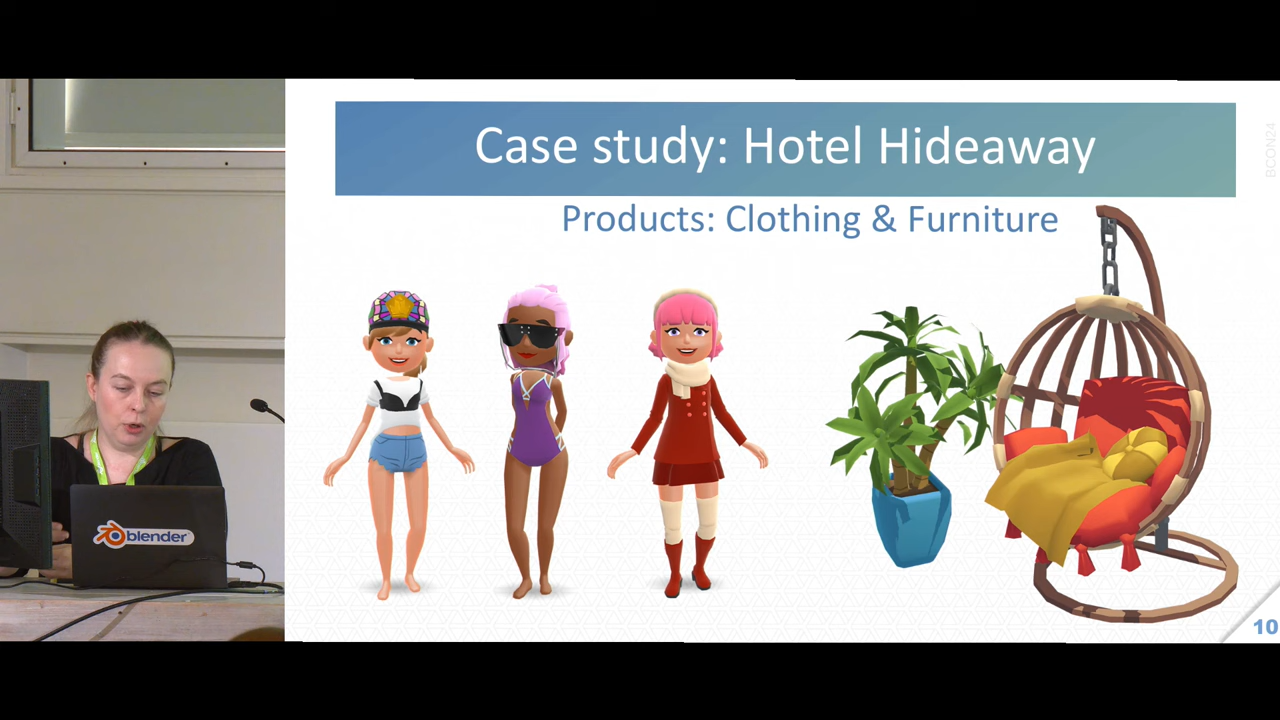 Case study: Hotel Hideaway
Products: Clothing & Furniture
BCON24
blender
10